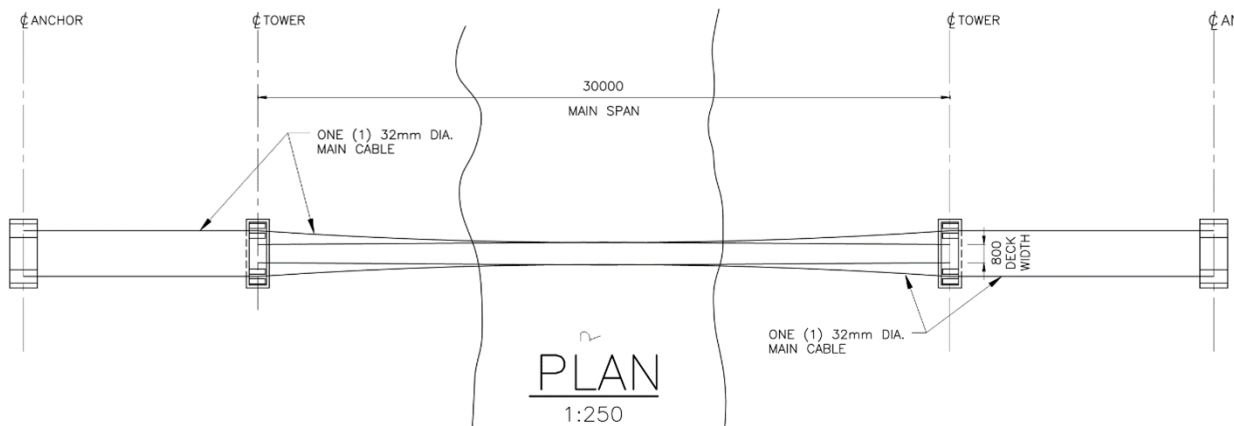 ℄ ANCHOR
℄ TOWER
℄ TOWER
℄ AN
30000
MAIN SPAN
ONE (1) 32mm DIA.
MAIN CABLE
800
DECK
WIDTH
ONE (1) 32mm DIA.
MAIN CABLE
PLAN
1:250